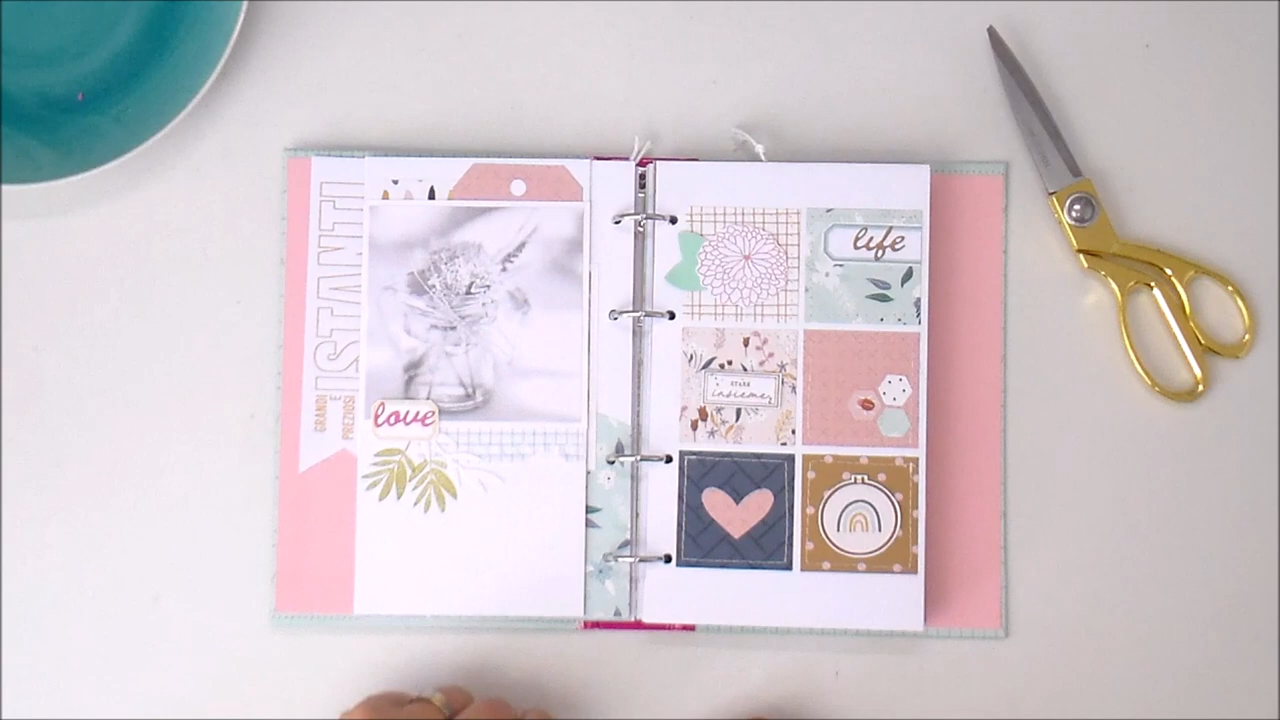 GRANDI
E
PREZIOSI
ISTANTI
love
life
STARE
insieme